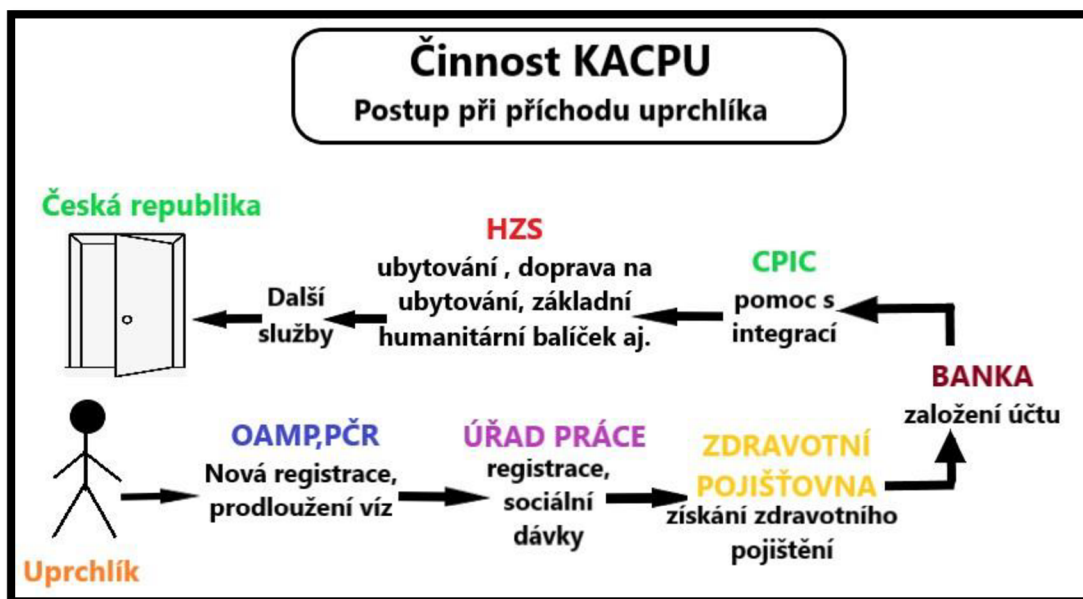 Činnost KACPU
Postup při příchodu uprchlíka
Česká republika
Další
služby
HZS
ubytování , doprava na
ubytování, základní
humanitární balíček aj.
CPIC
pomoc s
integrací
BANKA
založení účtu
Uprchlík
OAMP,PČR
Nová registrace,
prodloužení víz
ÚŘAD PRÁCE
registrace,
sociální
dávky
ZDRAVOTNÍ
POJIŠŤOVNA
získání zdravotního
pojištění